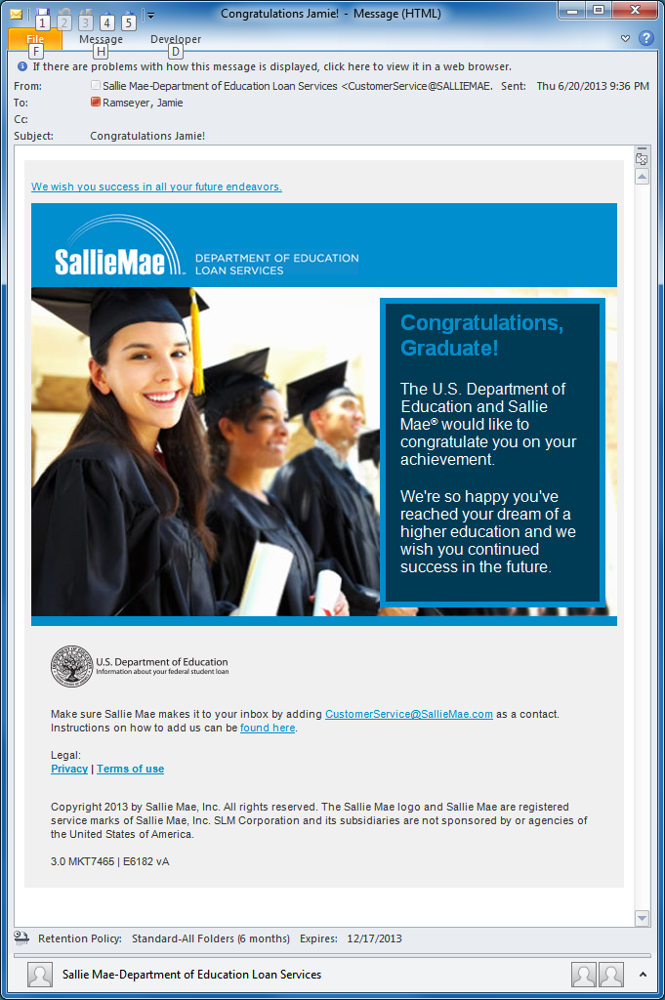 Congratulations Jamie! - Message (HTML)
1 2 3 4 5
File Message Developer
F H D
If there are problems with how this message is displayed, click here to view it in a web browser.
From: Sallie Mae-Department of Education Loan Services <CustomerService@SALLIEMAE. Sent: Thu 6/20/2013 9:36 PM
To: Ramseyer, Jamie
Cc:
Subject: Congratulations Jamie!
We wish you success in all your future endeavors.
SallieMae DEPARTMENT OF EDUCATION
LOAN SERVICES
Congratulations,
Graduate!
The U.S. Department of
Education and Sallie
Mae® would like to
congratulate you on your
achievement.
We're so happy you've
reached your dream of a
higher education and we
wish you continued
success in the future.
U.S. Department of Education
Information about your federal student loan
Make sure Sallie Mae makes it to your inbox by adding CustomerService@SallieMae.com as a contact.
Instructions on how to add us can be found here.
Legal:
Privacy | Terms of use
Copyright 2013 by Sallie Mae, Inc. All rights reserved. The Sallie Mae logo and Sallie Mae are registered
service marks of Sallie Mae, Inc. SLM Corporation and its subsidiaries are not sponsored by or agencies of
the United States of America.
3.0 MKT7465 | E6182 vA
Retention Policy: Standard-All Folders (6 months) Expires: 12/17/2013
Sallie Mae-Department of Education Loan Services